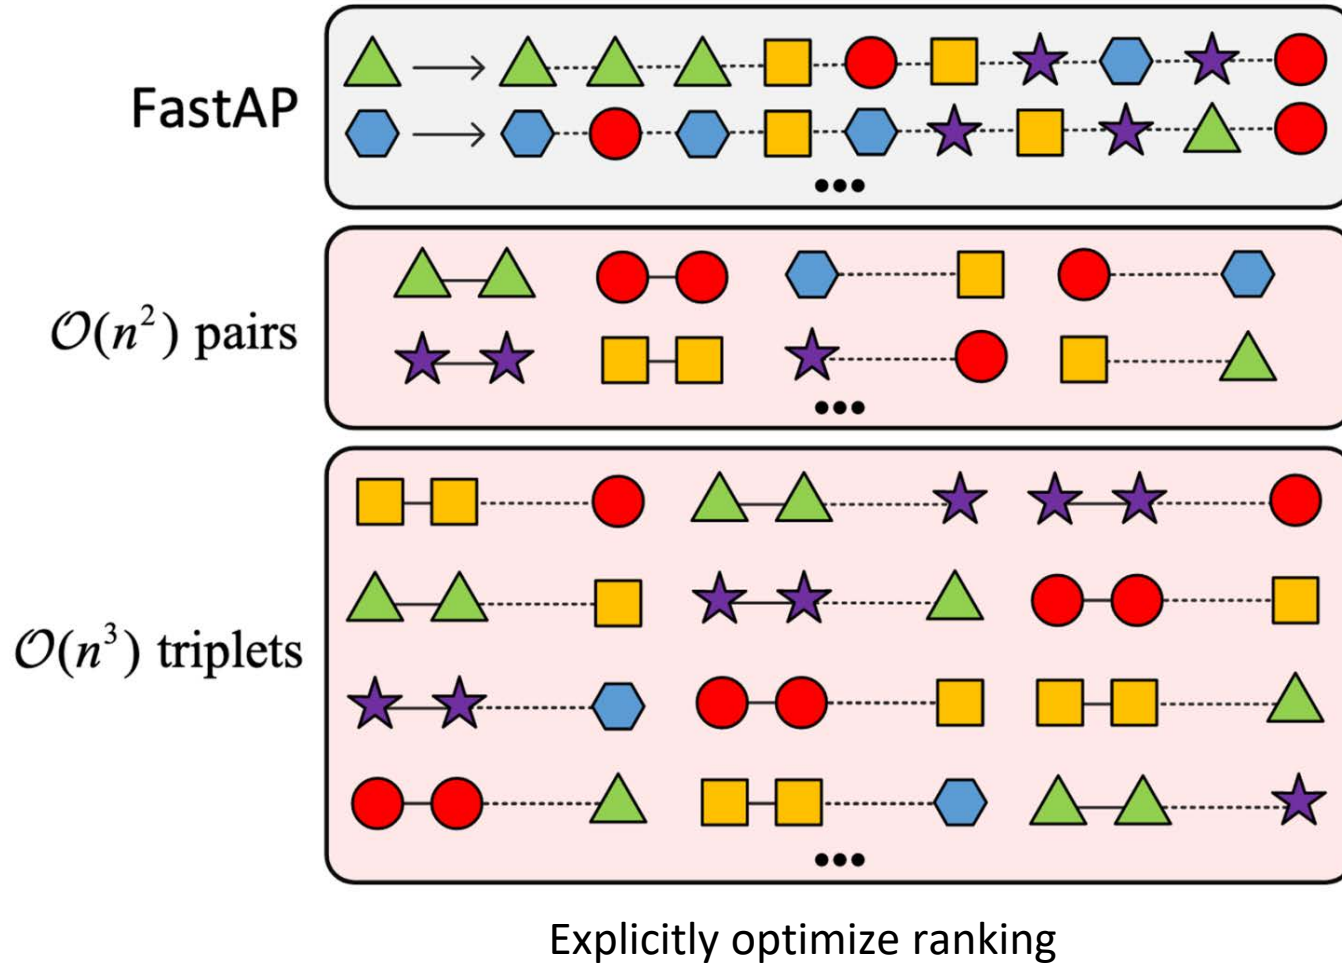 FastAP
𝒪(n²) pairs
𝒪(n³) triplets
Explicitly optimize ranking